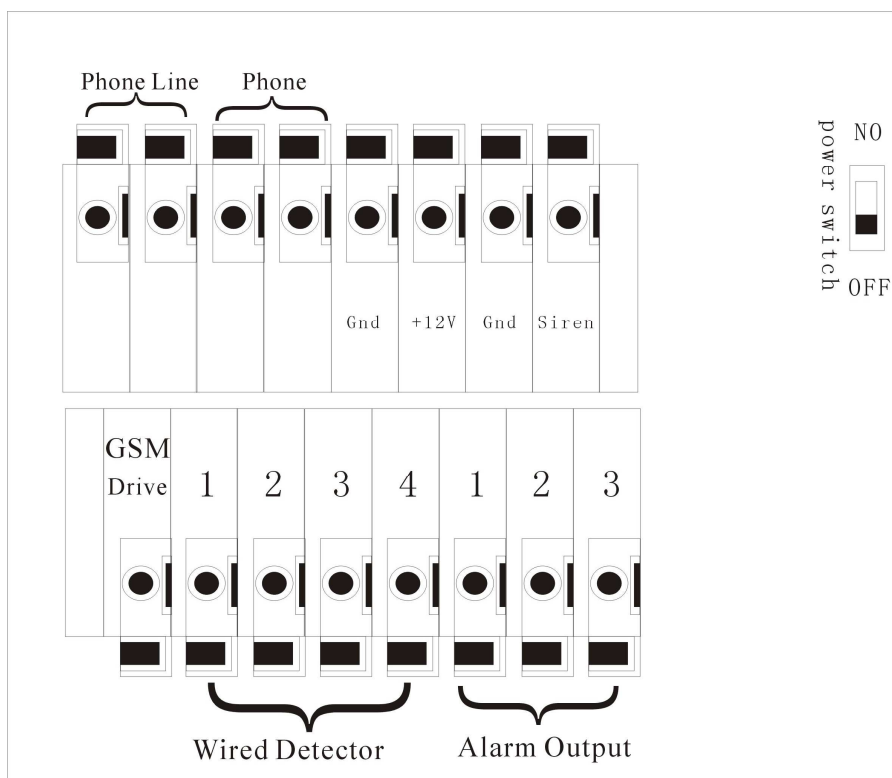 Phone Line Phone
NO
power switch
OFF
Gnd +12V Gnd Siren
GSM
Drive 1 2 3 4 1 2 3
Wired Detector Alarm Output